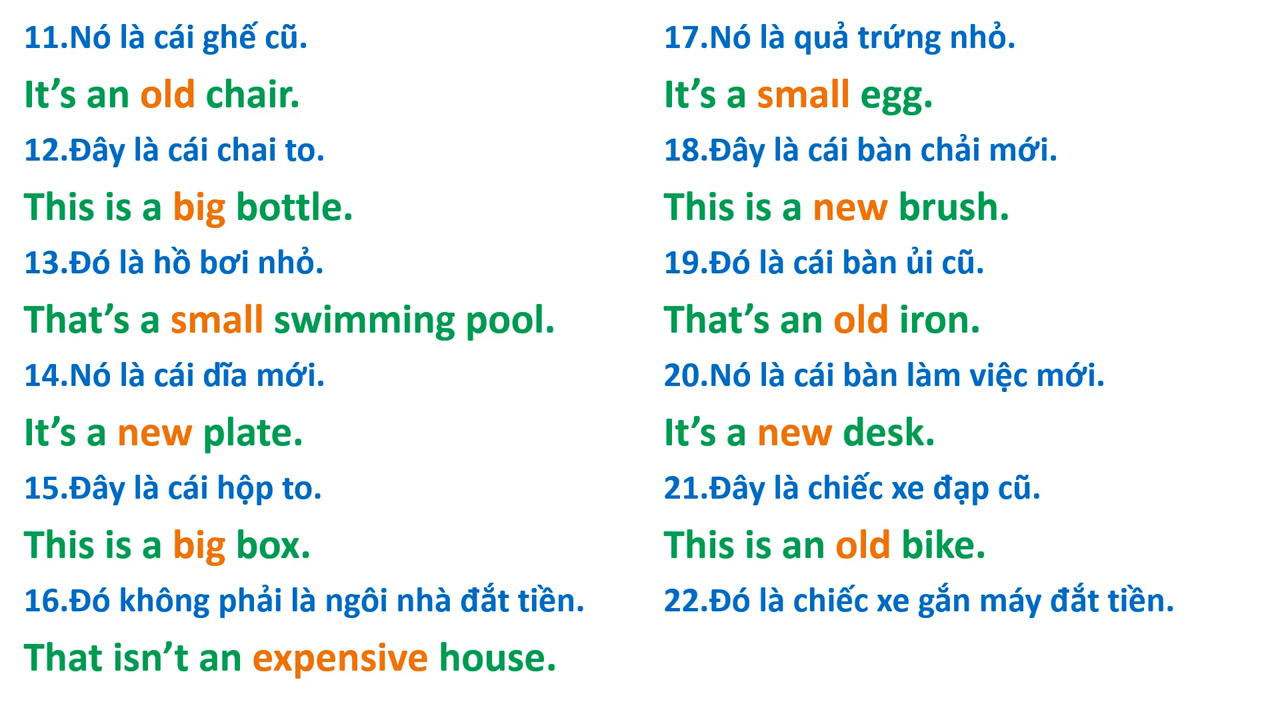 11.Nó là cái ghế cũ.
It’s an old chair.
12.Đây là cái chai to.
This is a big bottle.
13.Đó là hồ bơi nhỏ.
That’s a small swimming pool.
14.Nó là cái dĩa mới.
It’s a new plate.
15.Đây là cái hộp to.
This is a big box.
16.Đó không phải là ngôi nhà đắt tiền.
That isn’t an expensive house.
17.Nó là quả trứng nhỏ.
It’s a small egg.
18.Đây là cái bàn chải mới.
This is a new brush.
19.Đó là cái bàn ủi cũ.
That’s an old iron.
20.Nó là cái bàn làm việc mới.
It’s a new desk.
21.Đây là chiếc xe đạp cũ.
This is an old bike.
22.Đó là chiếc xe gắn máy đắt tiền.